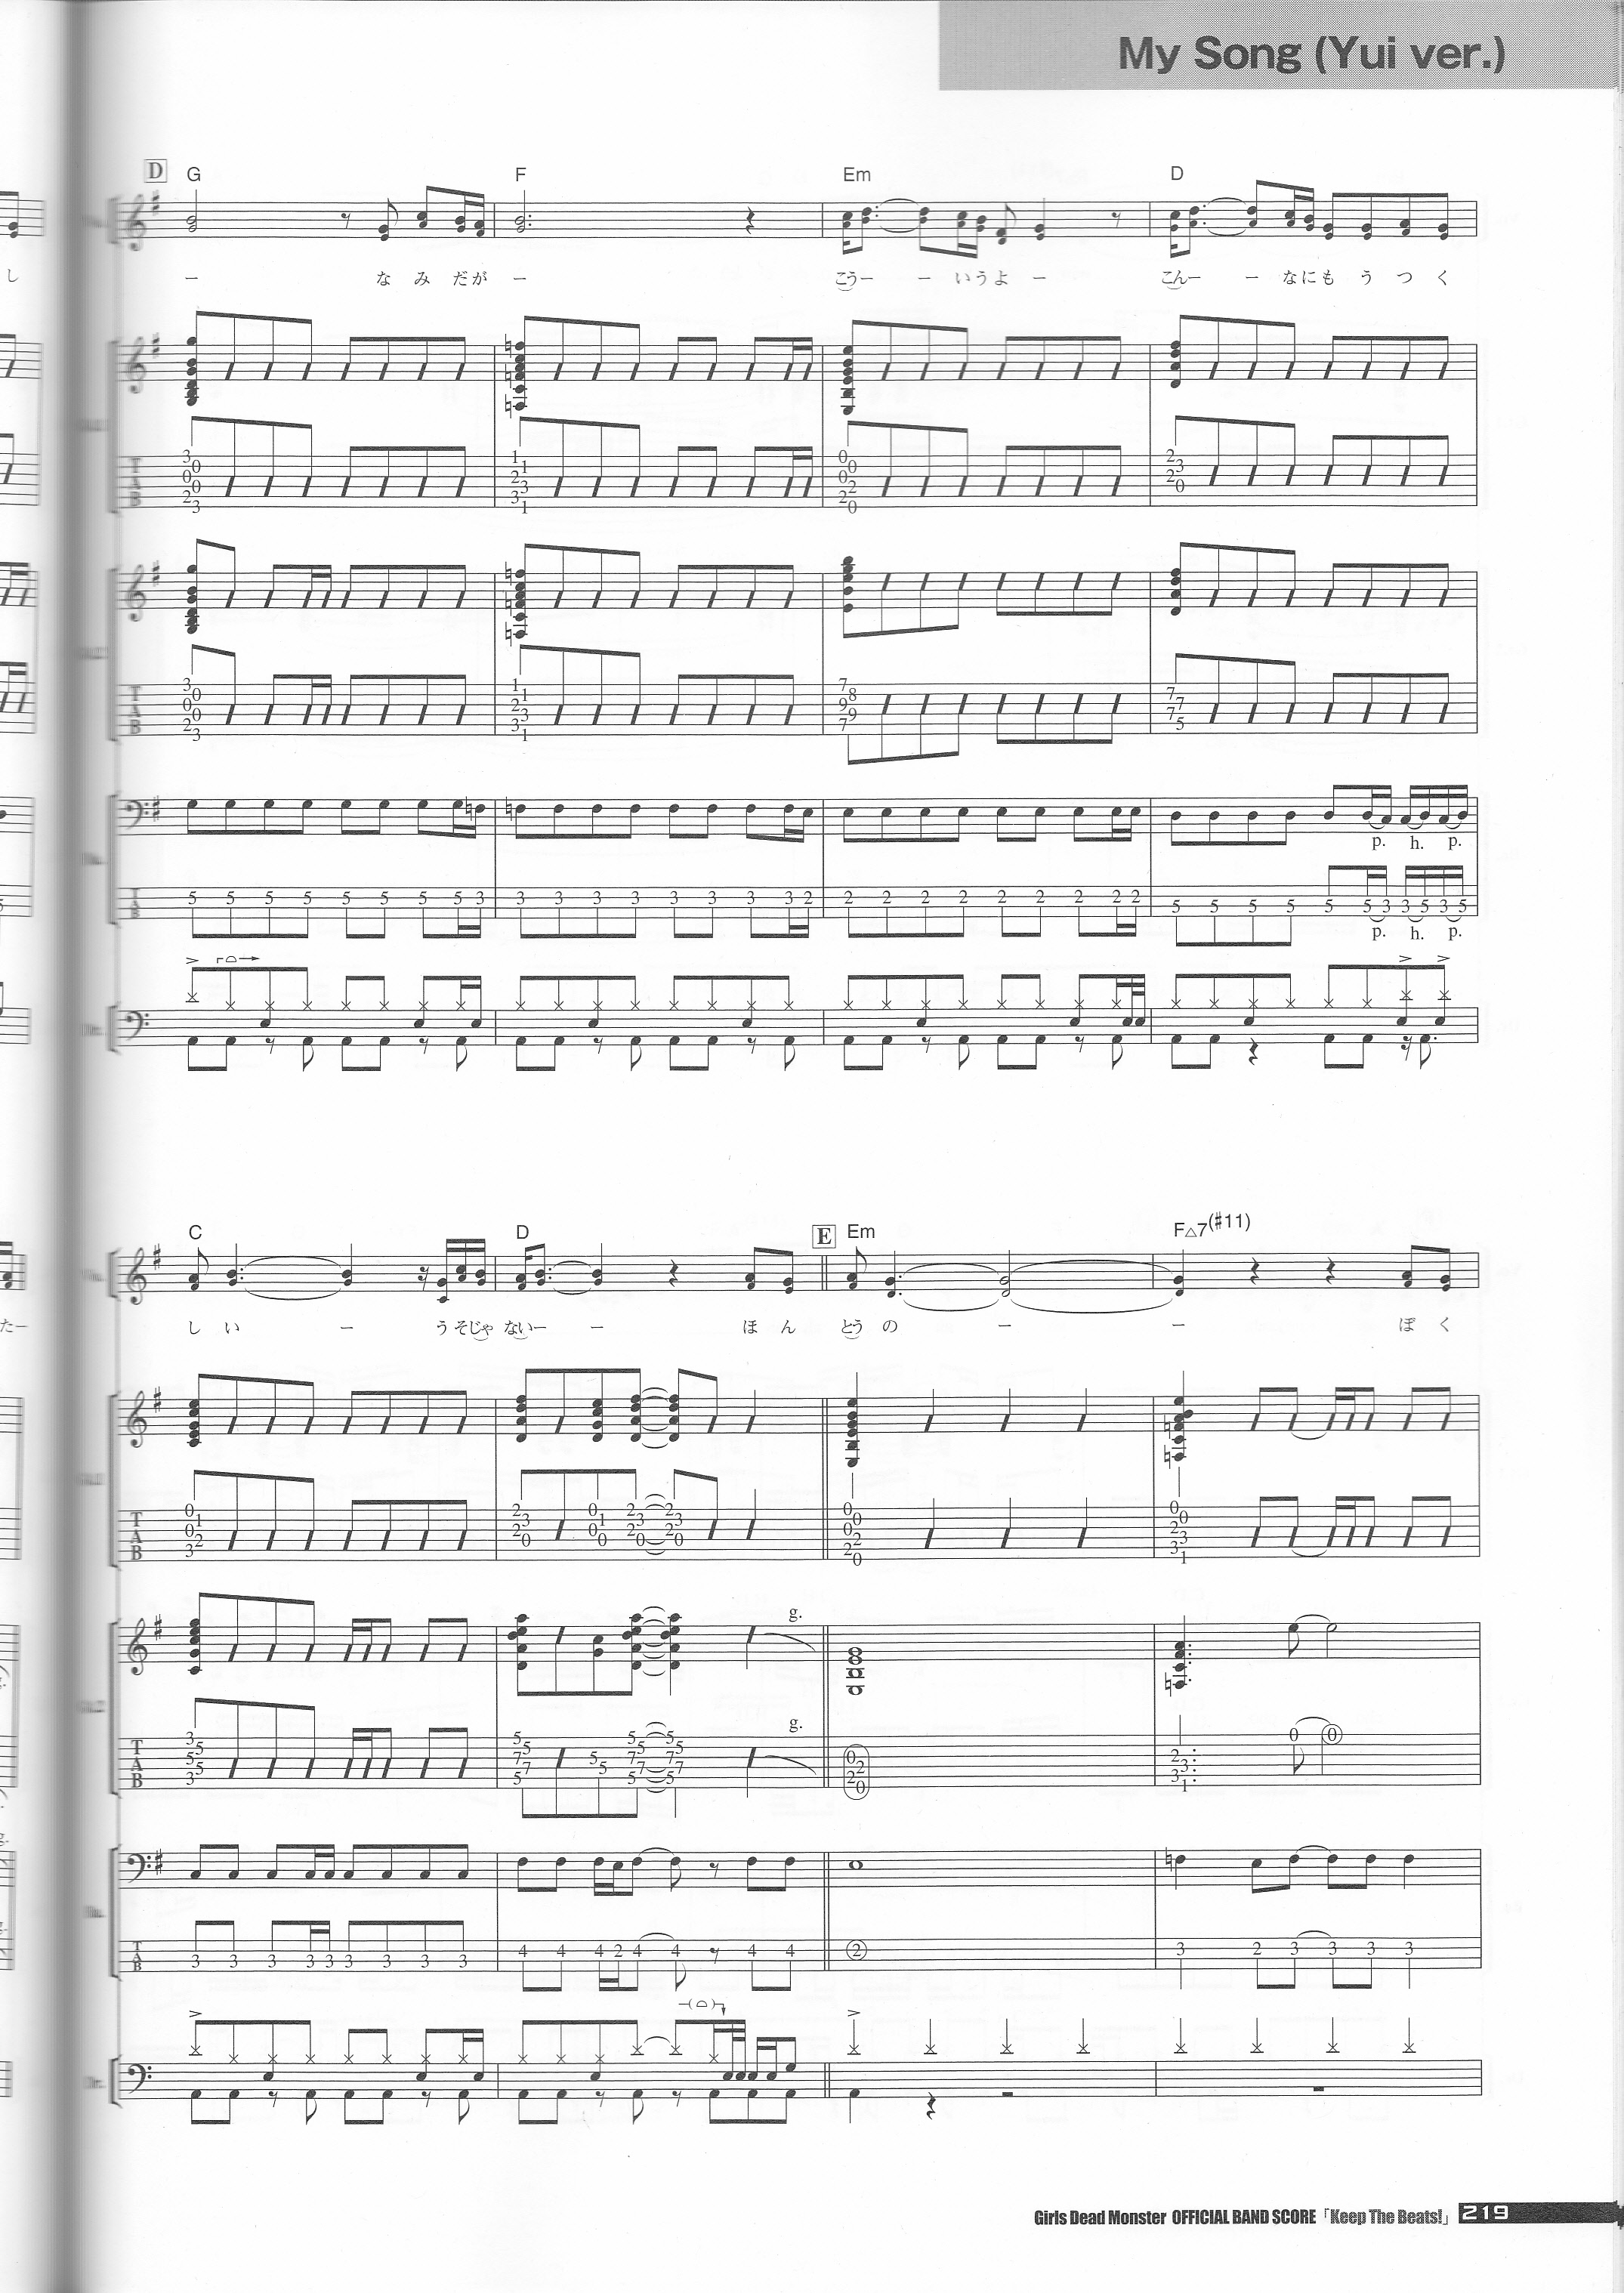 My Song (Yui ver.)
D G F Em D
し ー な み だ が ー こうー ー い う よ ー こんー ー な に も う つ く
T A B 3 0 0 0 2 3 1 1 2 3 3 1 0 0 0 2 2 0 2 3 2 0
T A B 3 0 0 0 2 3 1 1 2 3 3 1 7 8 9 9 7 7 7 7 5
p. h. p.
T A B 5 5 5 5 5 5 5 5 3 3 3 3 3 3 3 3 3 2 2 2 2 2 2 2 2 2 2 5 5 5 5 5 5 3 3 5 3 5
p. h. p.
C D E Em F△7(♯11)
たー し い ー う そ じゃ ないー ー ほ ん とう の ー ー ぼ く
T A B 0 1 0 2 3 2 3 2 0 0 1 0 0 2 3 2 0 2 3 2 0 0 0 0 2 2 0 0 0 2 3 3 1
g.
g.
T A B 3 5 5 5 3 5 5 7 7 5 5 5 5 5 7 7 5 5 5 7 7 5 0 2 2 0 2 3 3 1 0 0
T A B 3 3 3 3 3 3 3 3 3 4 4 4 2 4 4 4 4 2 3 2 3 3 3 3
Girls Dead Monster OFFICIAL BAND SCORE「Keep The Beats!」 219